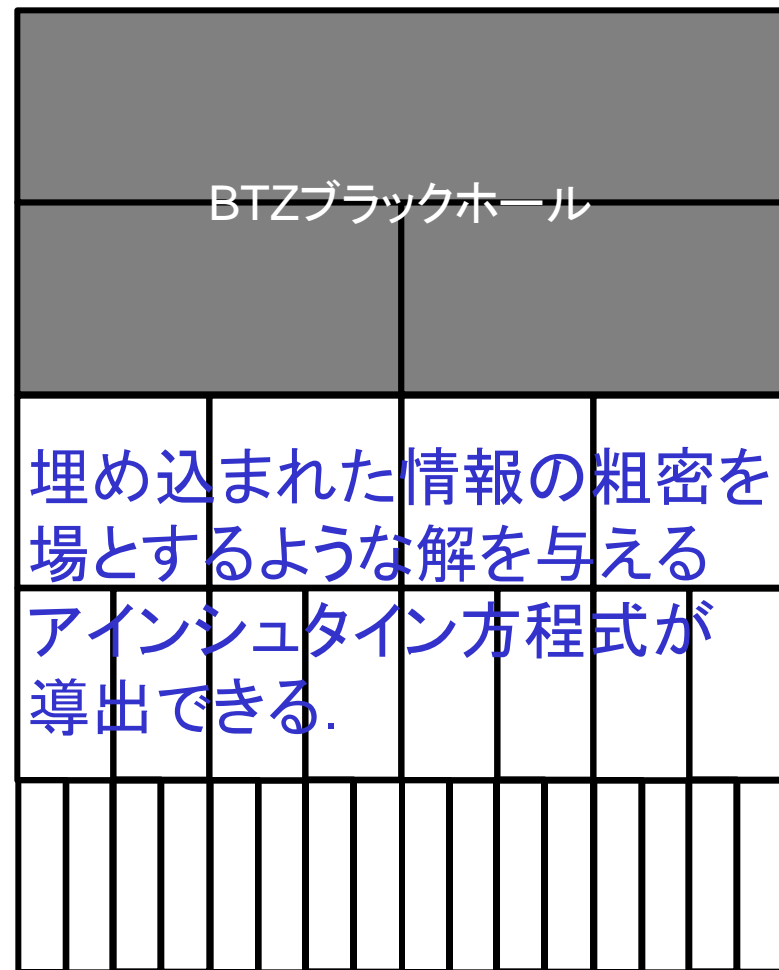 BTZブラックホール
埋め込まれた情報の粗密を
場とするような解を与える
アインシュタイン方程式が
導出できる.